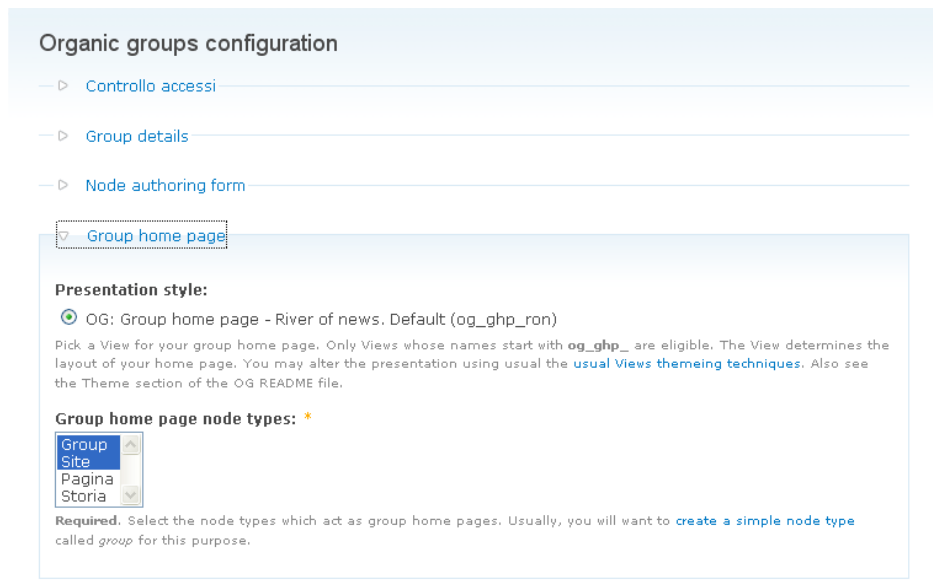 Organic groups configuration
Controllo accessi
Group details
Node authoring form
Group home page
Presentation style:
OG: Group home page - River of news. Default (og_ghp_ron)
Pick a View for your group home page. Only Views whose names start with og_ghp_ are eligible. The View determines the
layout of your home page. You may alter the presentation using usual the usual Views themeing techniques. Also see
the Theme section of the OG README file.
Group home page node types: *
Group
Site
Pagina
Storia
Required. Select the node types which act as group home pages. Usually, you will want to create a simple node type
called group for this purpose.